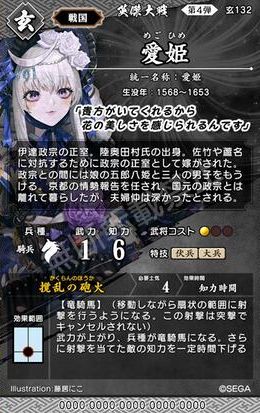 玄
戦国
英傑大戦
第4弾
玄132
めご ひめ
愛姫
統一名称:愛姫
生没年:1568~1653
「貴方がいてくれるから
花の美しさを感じられるんです」
伊達政宗の正室。陸奥田村氏の出身。佐竹や蘆名
に対抗するために政宗の正室として嫁がされた。
政宗との間には娘の五郎八姫と三人の男子をもう
ける。京都の情勢報告を任され、国元の政宗とは
離れて暮らしたが、夫婦仲は深かったとされる。
兵種 武力 知力 武将コスト
騎兵 1 6
特技 伏兵 大兵
かくらんのほうか
撹乱の砲火
必要士気 4
効果時間 知力時間
効果範囲
【竜騎馬】(移動しながら扇状の範囲に射
撃を行うようになる。この射撃は突撃で
キャンセルされない)
武力が上がり、兵種が竜騎馬になる。さら
に射撃を当てた敵の知力を一定時間下げる
Illustration:藤居にこ
©SEGA
0000-0000-0000-0000-0000